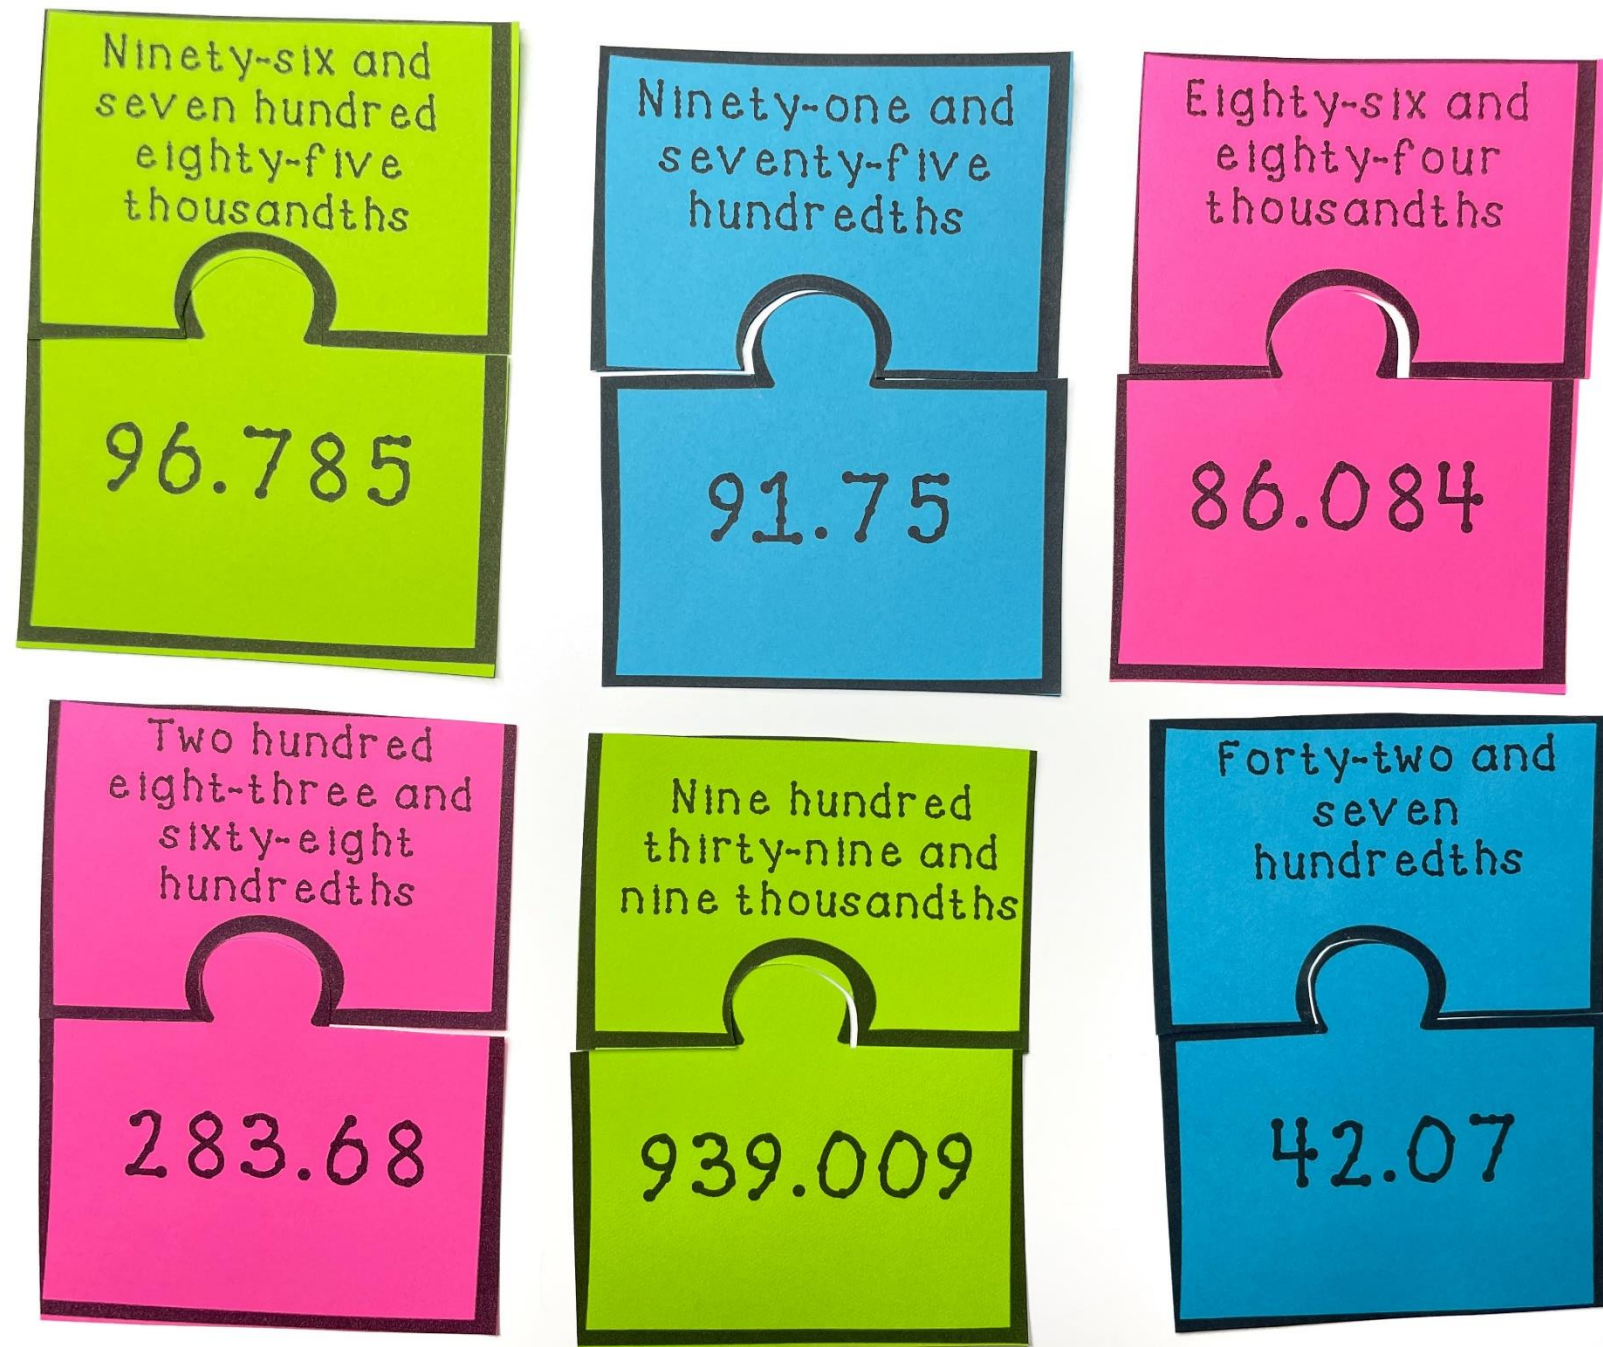 Ninety-six and
seven hundred
eighty-five
thousandths
96.785
Ninety-one and
seventy-five
hundredths
91.75
Eighty-six and
eighty-four
thousandths
86.084
Two hundred
eight-three and
sixty-eight
hundredths
283.68
Nine hundred
thirty-nine and
nine thousandths
939.009
Forty-two and
seven
hundredths
42.07